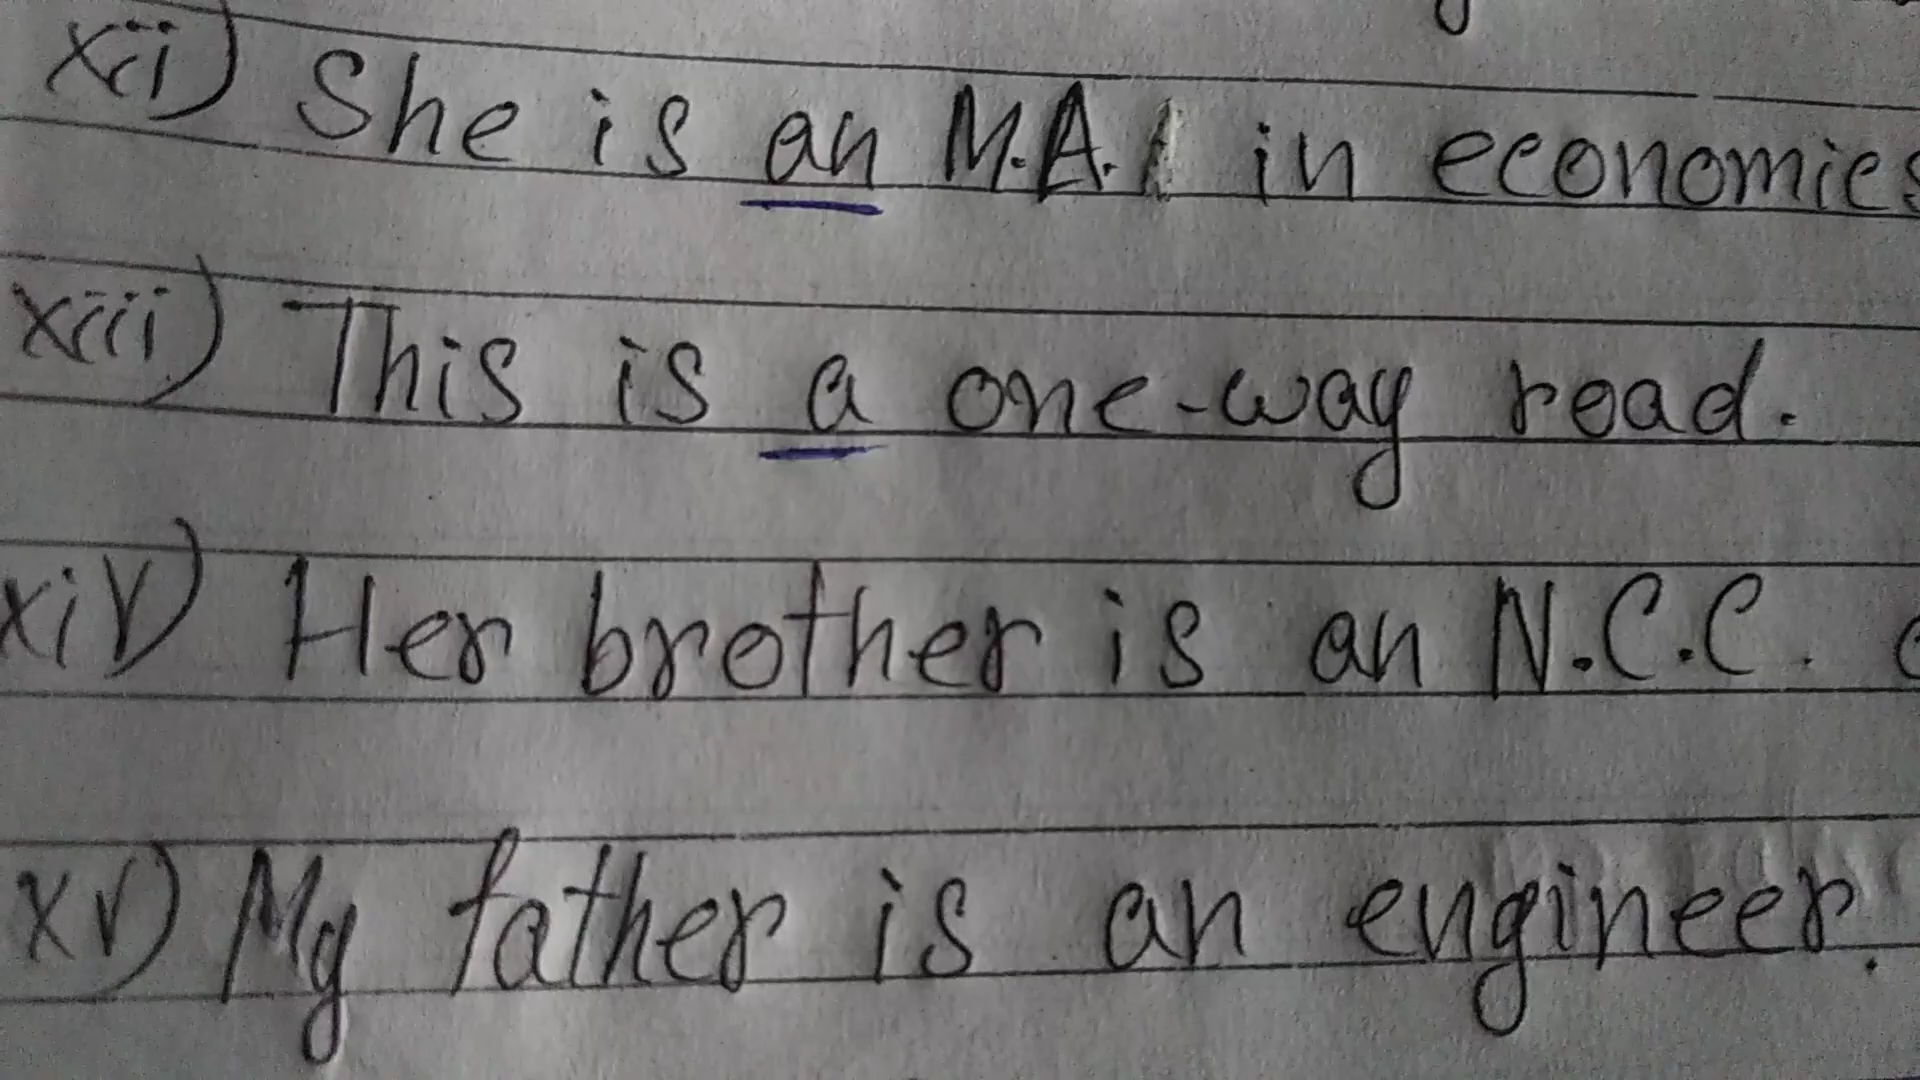 xii) She is an M.A. in economics
xiii) This is a one-way road.
xiv) Her brother is an N.C.C.
xv) My father is an engineer.